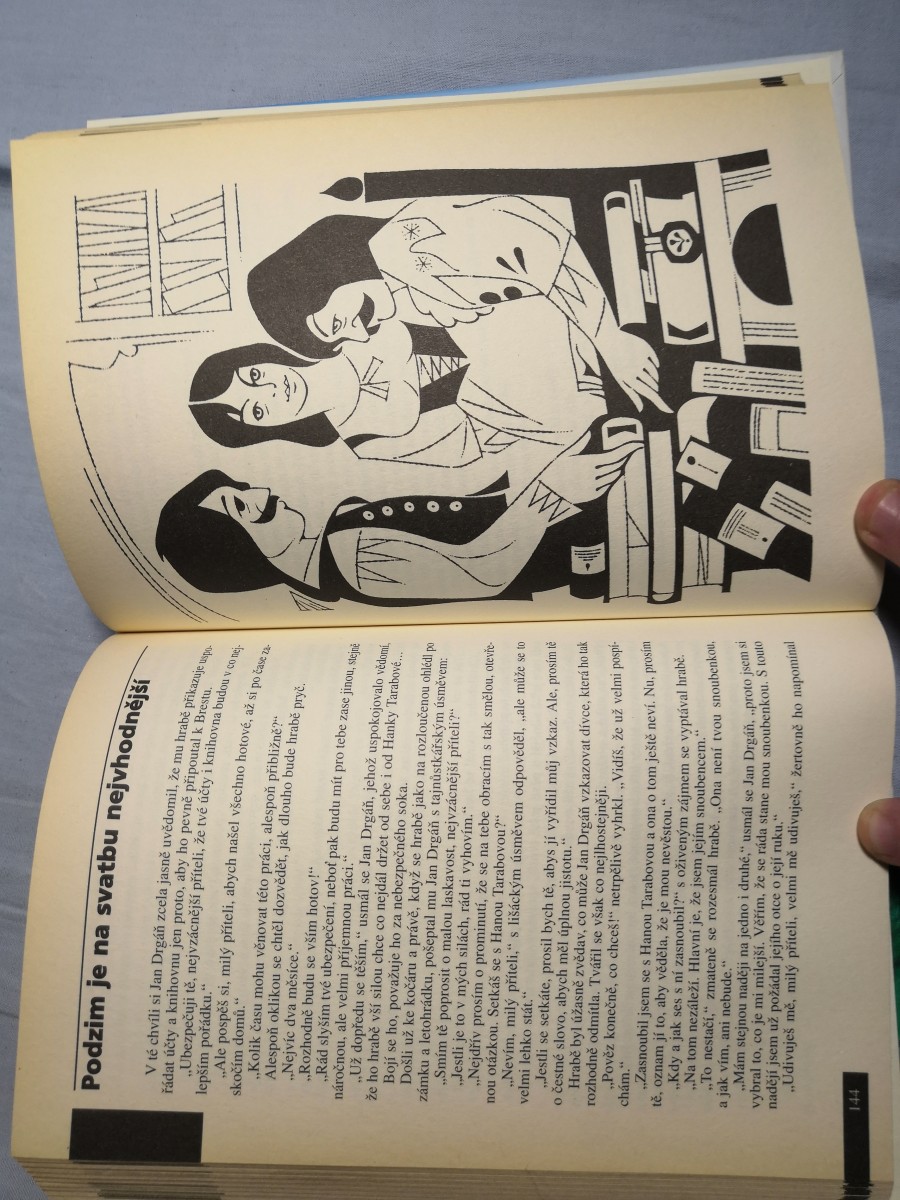 Podzim je na svatbu nejvhodnější
V té chvíli si Jan Drgáň zcela jasně uvědomil, že mu hrabě přikazuje uspo-
řádat účty a knihovnu jen proto, aby ho pevně připoutal k Brestu.
„Ubezpečuji tě, nejvzácnější příteli, že tvé účty i knihovna budou v co nej-
lepším pořádku.“
„Ale pospěš si, milý příteli, abych našel všechno hotové, až si po čase za-
skočím domů.“
„Kolik času mohu věnovat této práci, alespoň přibližně?“
Alespoň oklikou se chtěl dozvědět, jak dlouho bude hrabě pryč.
„Nejvíc dva měsíce.“
„Rozhodně budu se vším hotov!“
„Rád slyším tvé ubezpečení, neboť pak budu mít pro tebe zase jinou, stejně
náročnou, ale velmi příjemnou práci.“
„Už dopředu se těším,“ usmál se Jan Drgáň, jehož uspokojovalo vědomí,
že ho hrabě vší silou chce co nejdál držet od sebe i od Hanky Tarabové…
Bojí se ho, považuje ho za nebezpečného soka.
Došli už ke kočáru a právě, když se hrabě jako na rozloučenou ohlédl po
zámku a letohrádku, pošeptal mu Jan Drgáň s tajnůstkářským úsměvem:
„Smím tě poprosit o malou laskavost, nejvzácnější příteli?“
„Jestli je to v mých silách, rád ti vyhovím.“
„Nejdřív prosím o prominutí, že se na tebe obracím s tak smělou, otevře-
nou otázkou. Setkáš se s Hanou Tarabovou?“
„Nevím, milý příteli,“ s lišáckým úsměvem odpověděl, „ale může se to
velmi lehko stát.“
„Jestli se setkáte, prosil bych tě, abys jí vyřídil můj vzkaz. Ale, prosím tě
o čestné slovo, abych měl úplnou jistotu.“
Hrabě byl úžasně zvědav, co může Jan Drgáň vzkazovat dívce, která ho tak
rozhodně odmítla. Tvářil se však co nejlhostejněji.
„Pověz konečně, co chceš!“ netrpělivě vyhrkl. „Vidíš, že už velmi pospí-
chám.“
„Zasnoubil jsem se s Hanou Tarabovou a ona o tom ještě neví. Nu, prosím
tě, oznam jí to, aby věděla, že je mou nevěstou.“
„Kdy a jak ses s ní zasnoubil?“ s oživeným zájmem se vyptával hrabě.
„Na tom nezáleží. Hlavní je, že jsem jejím snoubencem.“
„To nestačí,“ zmateně se rozesmál hrabě. „Ona není tvou snoubenkou,
a jak vím, ani nebude.“
„Mám stejnou naději na jedno i druhé,“ usmál se Jan Drgáň, „proto jsem si
vybral to, co je mi milejší. Věřím, že se ráda stane mou snoubenkou. S touto
nadějí jsem už požádal jejího otce o její ruku.“
„Udivuješ mě, milý příteli, velmi mě udivuješ,“ žertovně ho napomínal
144